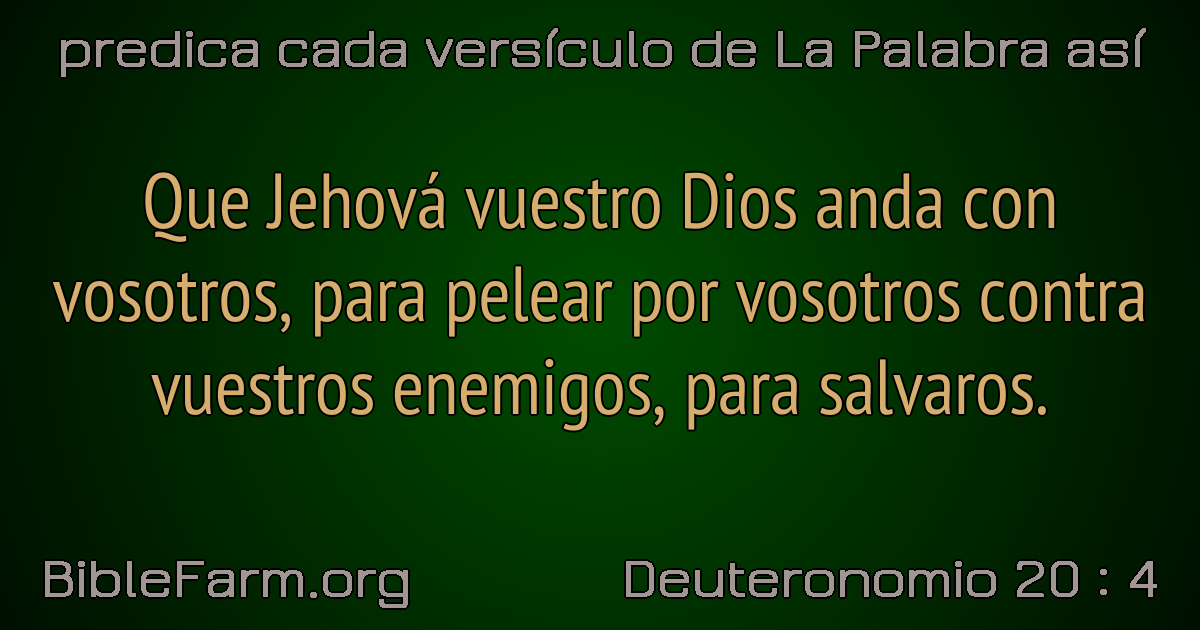 predica cada versículo de La Palabra así
Que Jehová vuestro Dios anda con
vosotros, para pelear por vosotros contra
vuestros enemigos, para salvaros.
BibleFarm.org
Deuteronomio 20 : 4